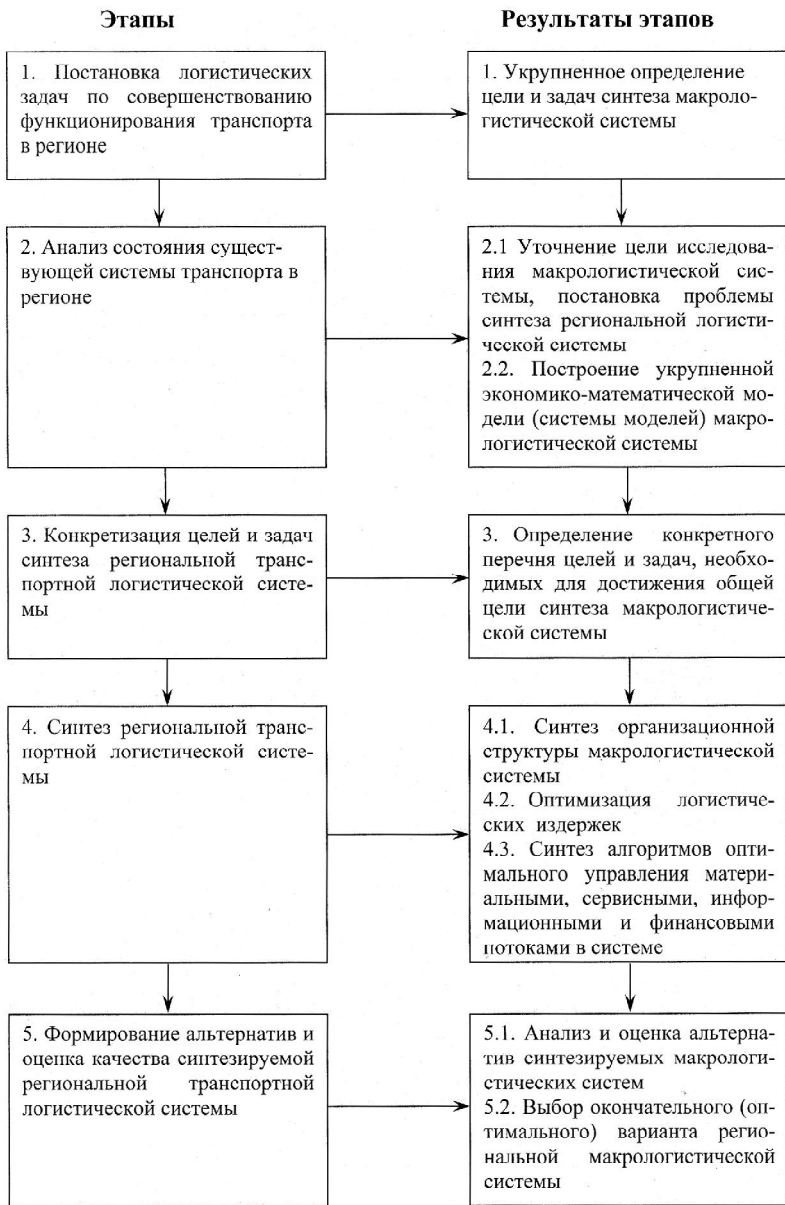 Этапы
Результаты этапов
1. Постановка логистических
задач по совершенствованию
функционирования транспорта
в регионе
1. Укрупненное определение
цели и задач синтеза макроло-
гистической системы
2. Анализ состояния сущест-
вующей системы транспорта в
регионе
2.1 Уточнение цели исследова-
ния макрологистической сис-
темы, постановка проблемы
синтеза региональной логисти-
ческой системы
2.2. Построение укрупненной
экономико-математической мо-
дели (системы моделей) макро-
логистической системы
3. Конкретизация целей и задач
синтеза региональной транс-
портной логистической систе-
мы
3. Определение конкретного
перечня целей и задач, необхо-
димых для достижения общей
цели синтеза макрологистиче-
ской системы
4. Синтез региональной транс-
портной логистической систе-
мы
4.1. Синтез организационной
структуры макрологистической
системы
4.2. Оптимизация логистиче-
ских издержек
4.3. Синтез алгоритмов опти-
мального управления матери-
альными, сервисными, инфор-
мационными и финансовыми
потоками в системе
5. Формирование альтернатив и
оценка качества синтезируемой
региональной транспортной
логистической системы
5.1. Анализ и оценка альтерна-
тив синтезируемых макрологи-
стических систем
5.2. Выбор окончательного (оп-
тимального) варианта регио-
нальной макрологистической
системы